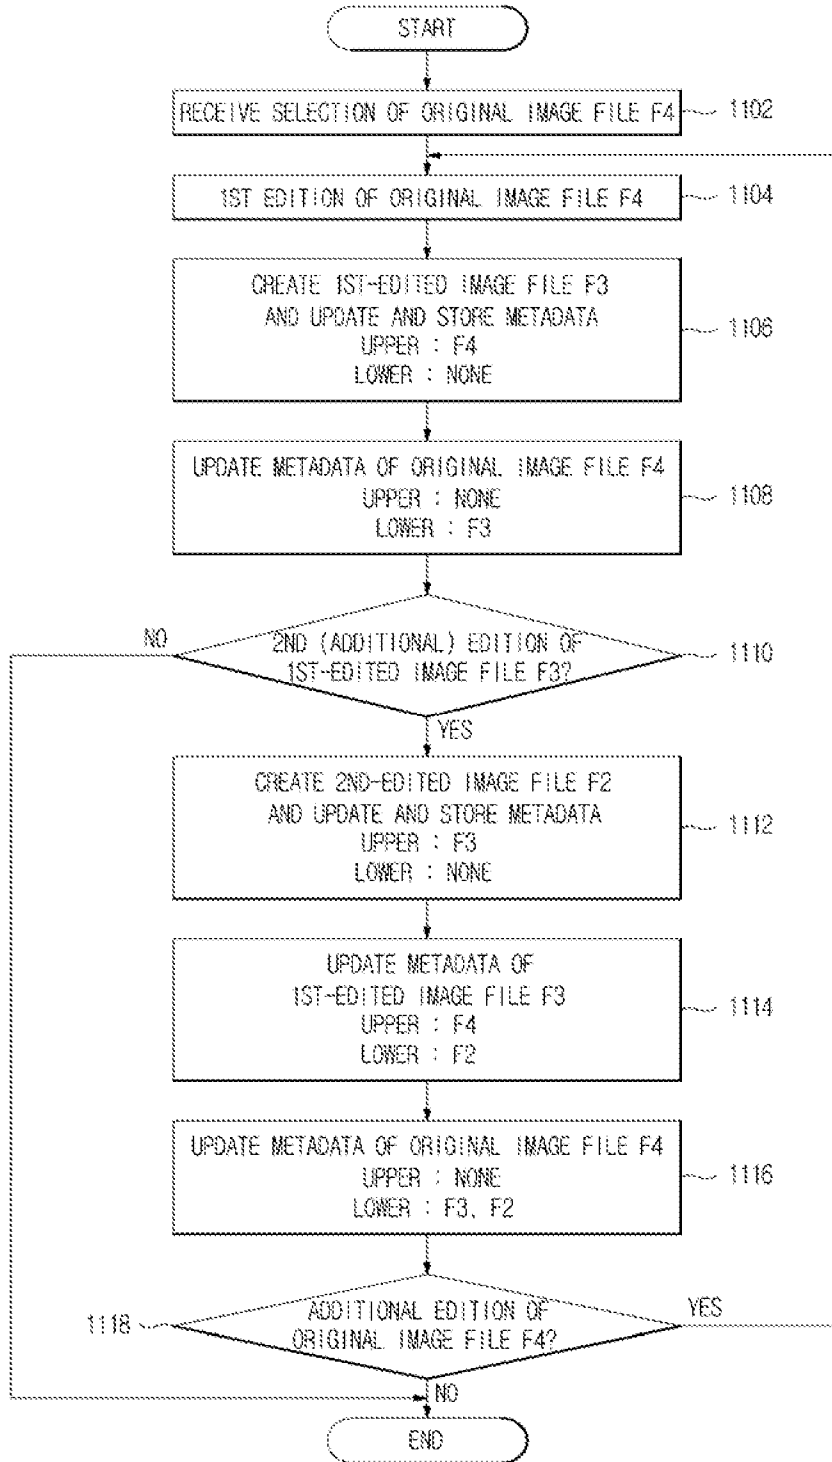 START
RECEIVE SELECTION OF ORIGINAL IMAGE FILE F4
1102
1ST EDITION OF ORIGINAL IMAGE FILE F4
1104
CREATE 1ST-EDITED IMAGE FILE F3
AND UPDATE AND STORE METADATA
UPPER : F4
LOWER : NONE
1106
UPDATE METADATA OF ORIGINAL IMAGE FILE F4
UPPER : NONE
LOWER : F3
1108
NO
2ND (ADDITIONAL) EDITION OF
1ST-EDITED IMAGE FILE F3?
1110
YES
CREATE 2ND-EDITED IMAGE FILE F2
AND UPDATE AND STORE METADATA
UPPER : F3
LOWER : NONE
1112
UPDATE METADATA OF
1ST-EDITED IMAGE FILE F3
UPPER : F4
LOWER : F2
1114
UPDATE METADATA OF ORIGINAL IMAGE FILE F4
UPPER : NONE
LOWER : F3, F2
1116
1118
ADDITIONAL EDITION OF
ORIGINAL IMAGE FILE F4?
YES
NO
END